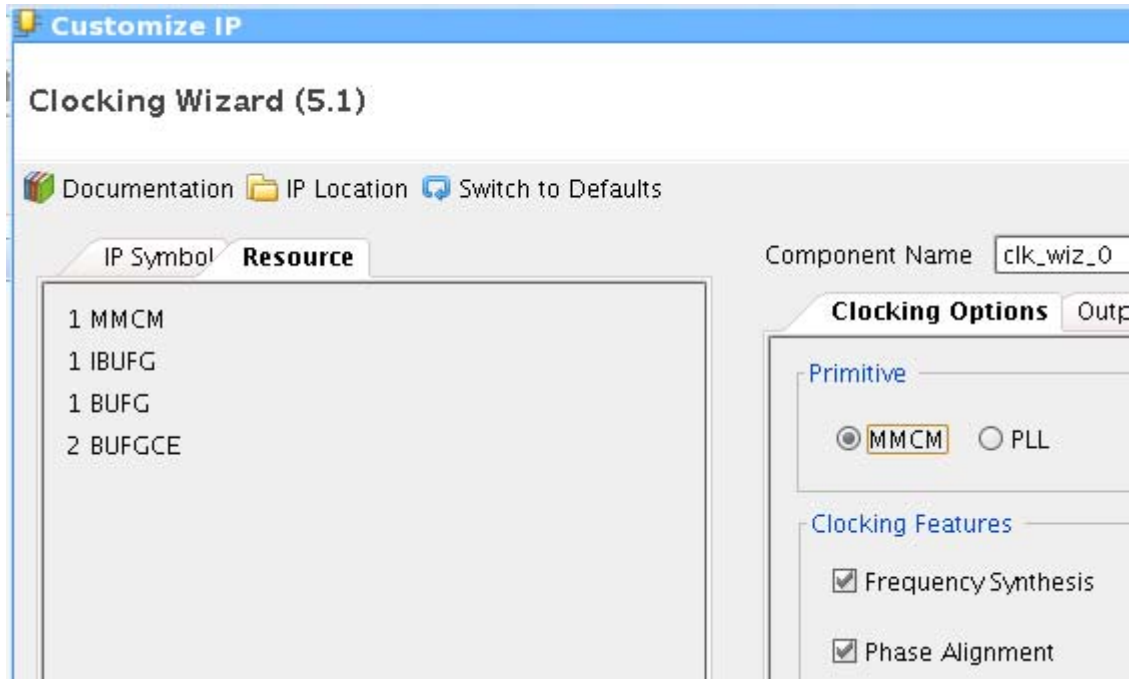 Customize IP
Clocking Wizard (5.1)
Documentation IP Location Switch to Defaults
IP Symbol Resource
1 MMCM
1 IBUFG
1 BUFG
2 BUFGCE
Component Name clk_wiz_0
Clocking Options Outp
Primitive
MMCM PLL
Clocking Features
Frequency Synthesis
Phase Alignment